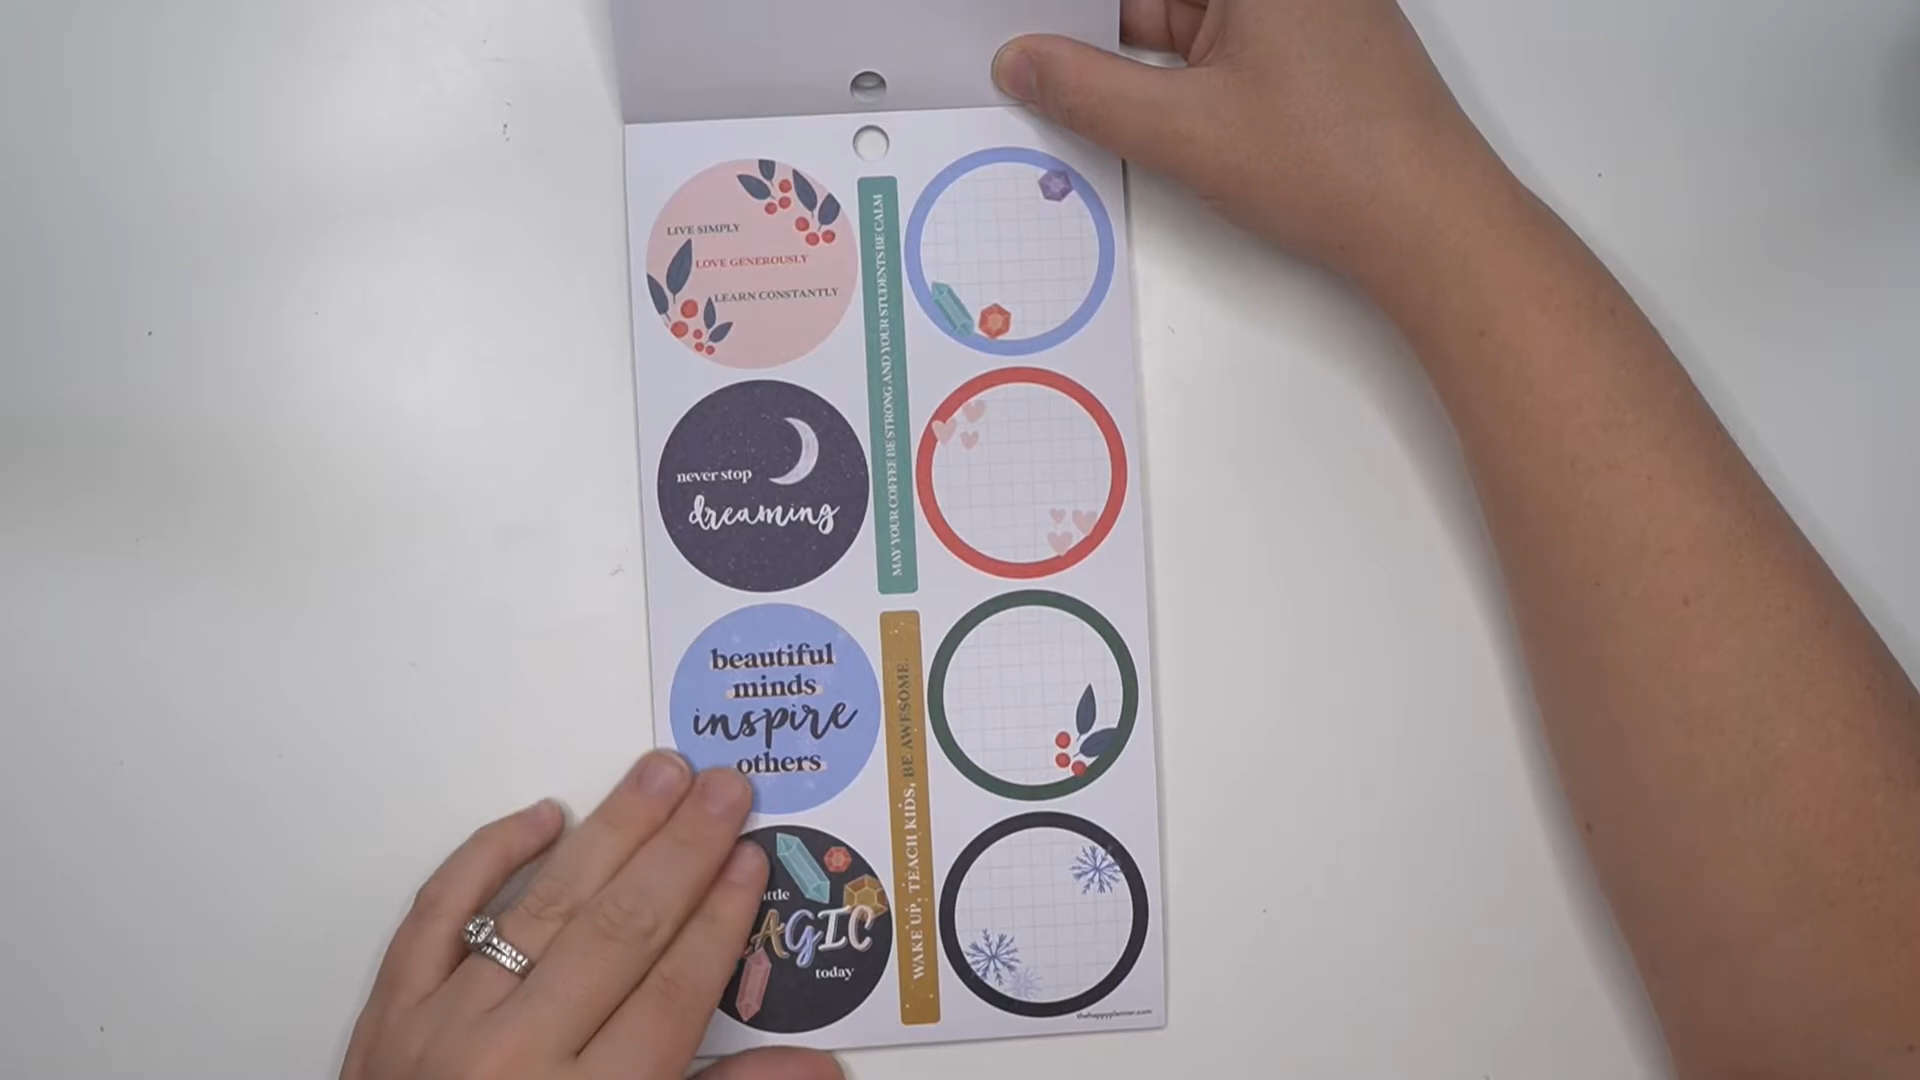 LIVE SIMPLY
LOVE GENEROUSLY
LEARN CONSTANTLY
never stop
dreaming
beautiful
minds
inspire
others
today
MAY YOUR COFFEE BE STRONG AND YOUR STUDENTS BE CALM
WAKE UP, TEACH KIDS, BE AWESOME.
thehappyplanner.com